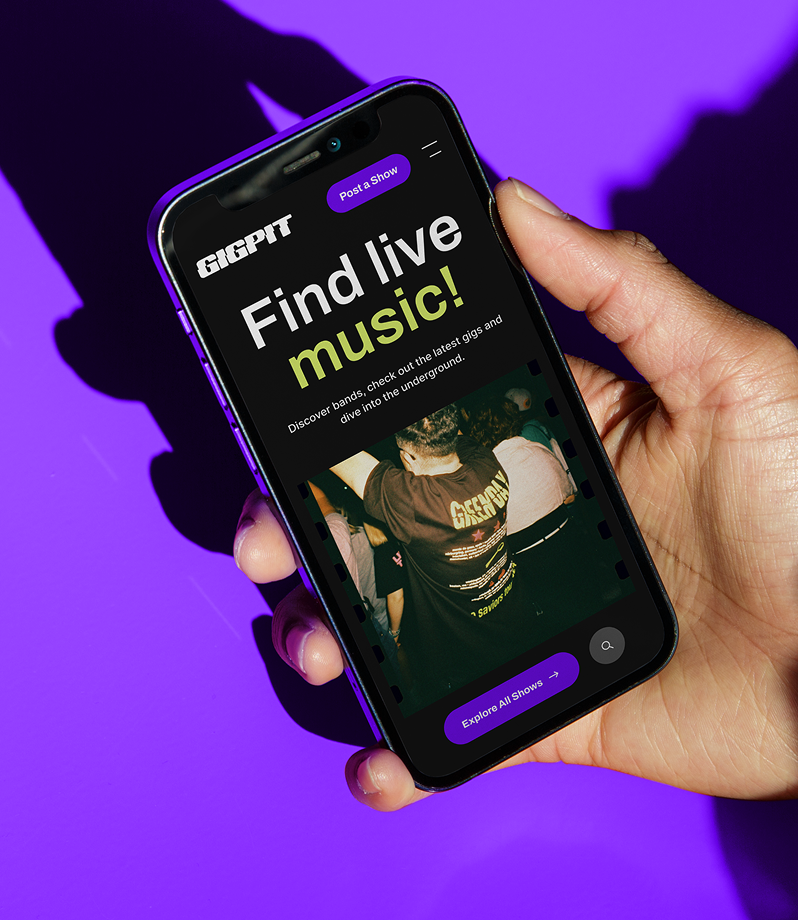 Post a Show
GIGPIT
Find live
music!
Discover bands, check out the latest gigs and
dive into the underground.
GREEN DAY
Explore All Shows